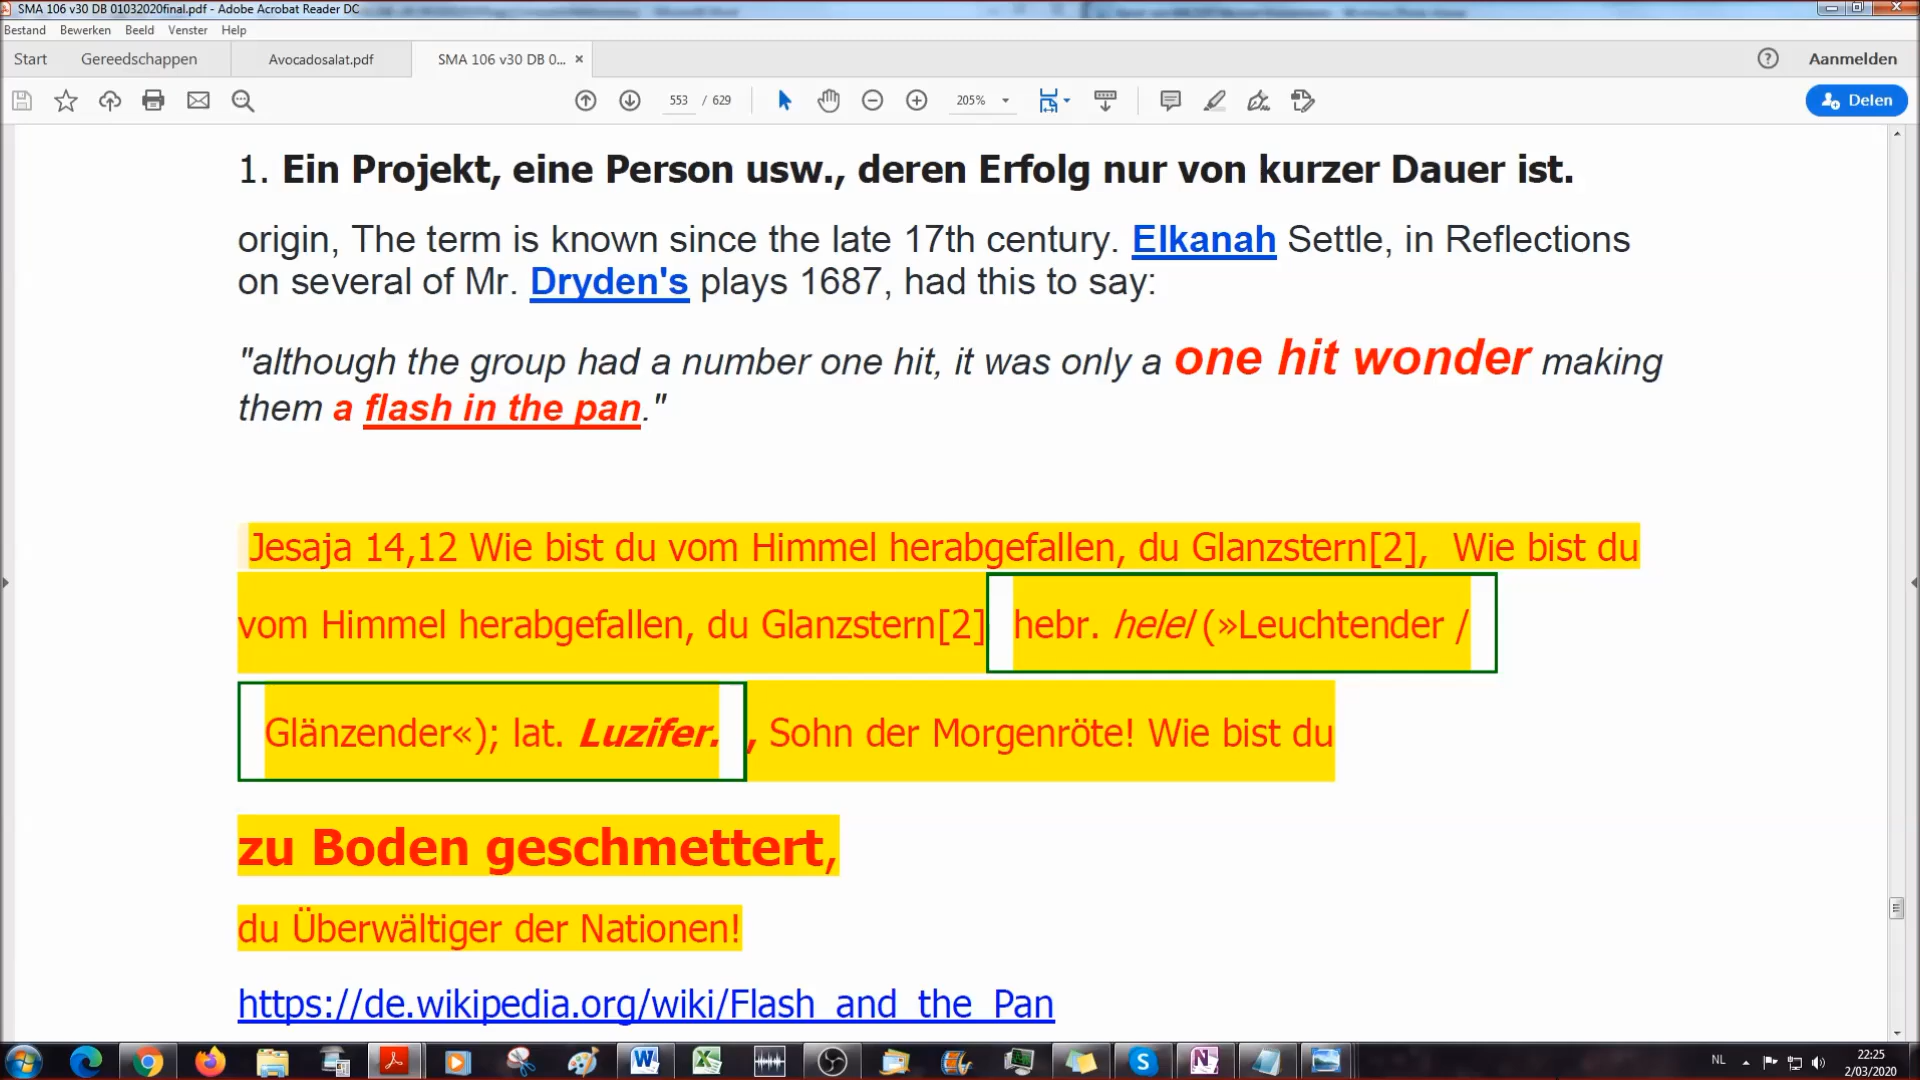 SMA 106 v30 DB 01032020final.pdf - Adobe Acrobat Reader DC
Bestand Bewerken Beeld Venster Help
Start Gereedschappen Avocadosalat.pdf SMA 106 v30 DB 0... × ? Aanmelden
553 / 629 205% Delen
1. Ein Projekt, eine Person usw., deren Erfolg nur von kurzer Dauer ist.
origin, The term is known since the late 17th century. Elkanah Settle, in Reflections
on several of Mr. Dryden's plays 1687, had this to say:
"although the group had a number one hit, it was only a one hit wonder making
them a flash in the pan."
Jesaja 14,12 Wie bist du vom Himmel herabgefallen, du Glanzstern[2], Wie bist du
vom Himmel herabgefallen, du Glanzstern[2] hebr. helel (»Leuchtender /
Glänzender«); lat. Luzifer. , Sohn der Morgenröte! Wie bist du
zu Boden geschmettert,
du Überwältiger der Nationen!
https://de.wikipedia.org/wiki/Flash_and_the_Pan
NL 22:25
2/03/2020